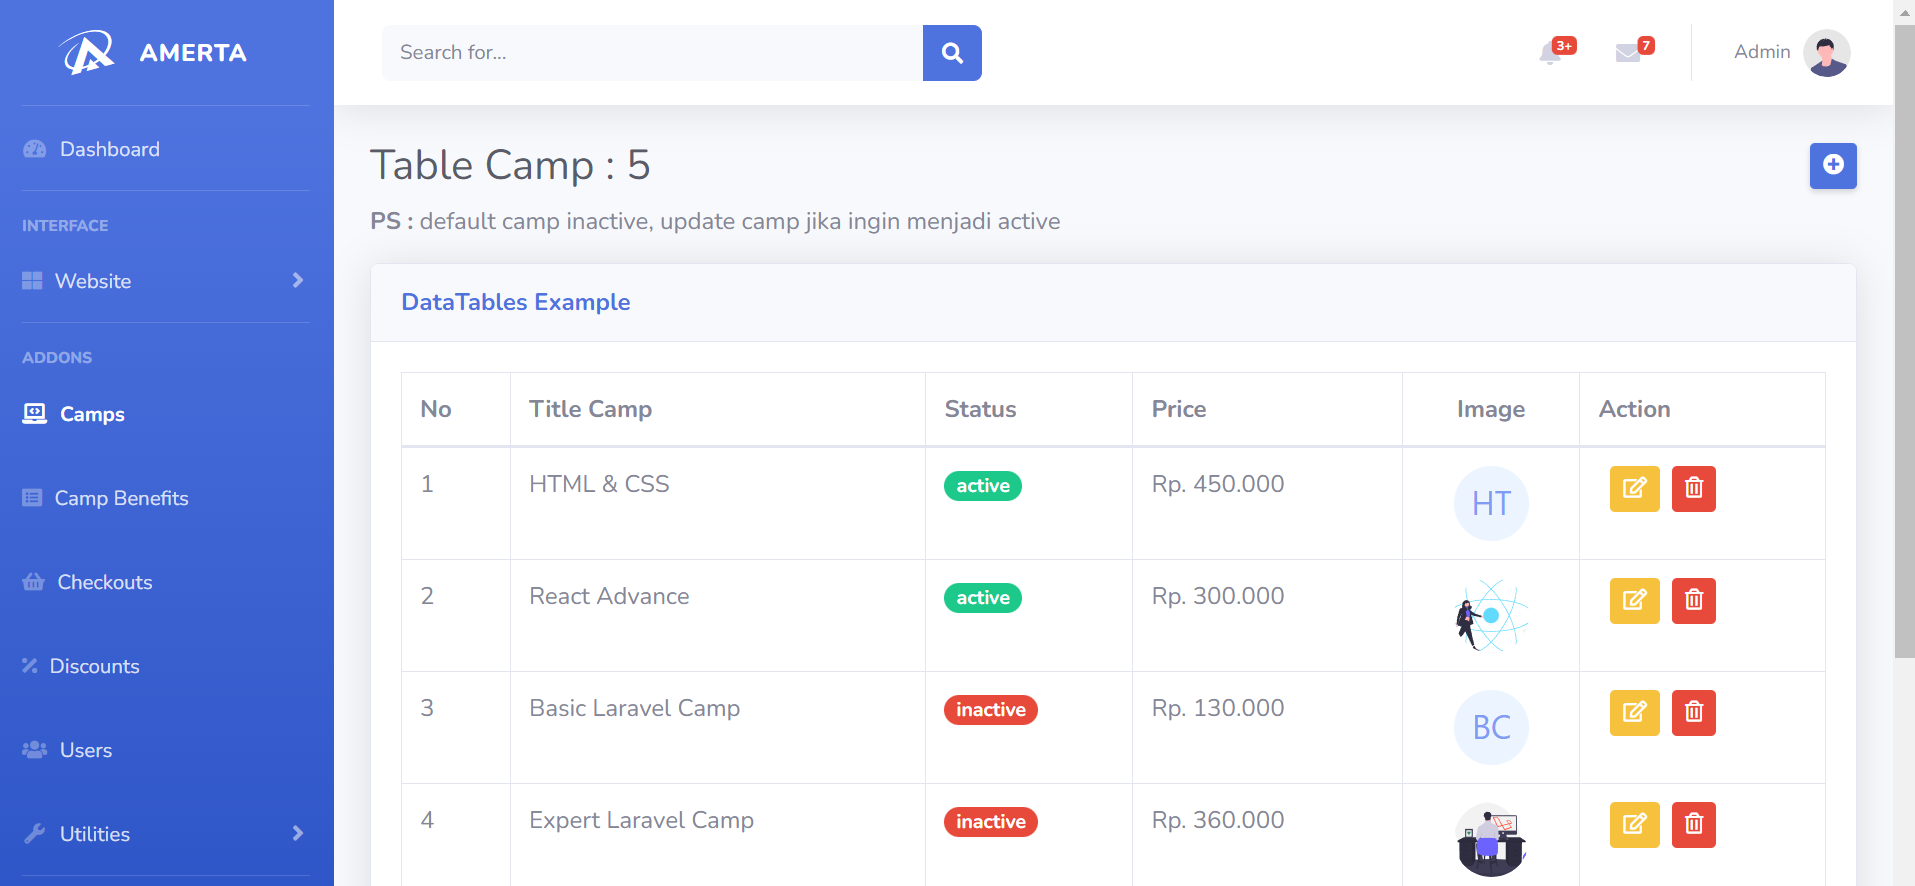 AMERTA
Search for...
3+
7
Admin
Dashboard
INTERFACE
Website
ADDONS
Camps
Camp Benefits
Checkouts
Discounts
Users
Utilities
Table Camp : 5
PS : default camp inactive, update camp jika ingin menjadi active
DataTables Example
No Title Camp Status Price Image Action
1 HTML & CSS active Rp. 450.000 HT
2 React Advance active Rp. 300.000
3 Basic Laravel Camp inactive Rp. 130.000 BC
4 Expert Laravel Camp inactive Rp. 360.000